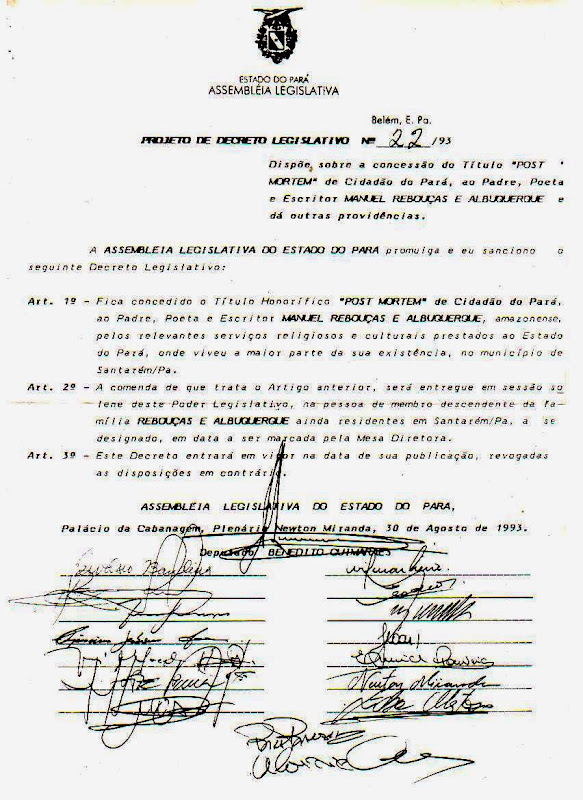 ESTADO DO PARÁ
ASSEMBLÉIA LEGISLATIVA
Belém, E. Pa.
PROJETO DE DECRETO LEGISLATIVO Nº 22/93
Dispõe sobre a concessão do Título "POST
MORTEM" de Cidadão do Pará, ao Padre, Poeta
e Escritor MANUEL REBOUÇAS E ALBUQUERQUE e
dá outras providências.
A ASSEMBLEIA LEGISLATIVA DO ESTADO DO PARA promulga e eu sanciono o
seguinte Decreto Legislativo:
Art. 1º - Fica concedido o Título Honorífico "POST MORTEM" de Cidadão do Pará,
ao Padre, Poeta e Escritor MANUEL REBOUÇAS E ALBUQUERQUE, amazonense,
pelos relevantes serviços religiosos e culturais prestados ao Estado
do Pará, onde viveu a maior parte da sua existência, no município de
Santarém/Pa.
Art. 2º - A comenda de que trata o Artigo anterior, será entregue em sessão so
lene deste Poder Legislativo, na pessoa de membro descendente da fa-
mília REBOUÇAS E ALBUQUERQUE ainda residentes em Santarém/Pa, a se
designado, em data a ser marcada pela Mesa Diretora.
Art. 3º - Este Decreto entrará em vigor na data de sua publicação, revogadas
as disposições em contrário.
ASSEMBLÉIA LEGISLATIVA DO ESTADO DO PARA,
Palácio da Cabanagem, Plenário Newton Miranda, 30 de Agosto de 1993.
Deputado BENEDITO GUIMARÃES
Newton Miranda